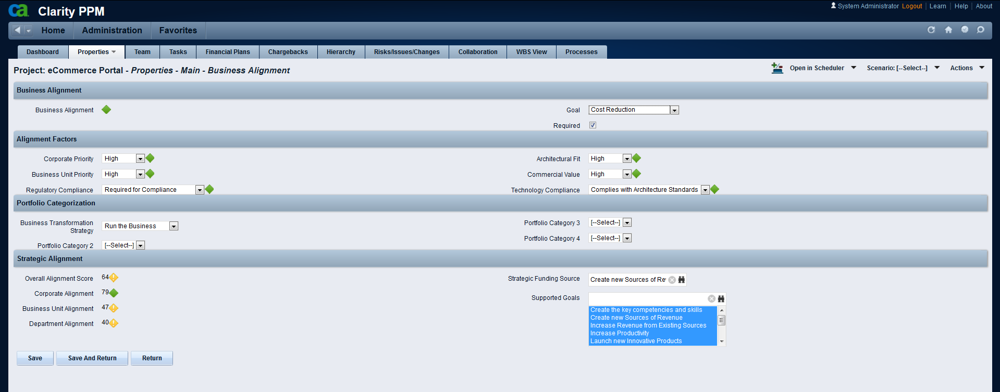 ca Clarity PPM
System Administrator Logout | Learn | Help | About
Home Administration Favorites
Dashboard Properties Team Tasks Financial Plans Chargebacks Hierarchy Risks/Issues/Changes Collaboration WBS View Processes
Project: eCommerce Portal - Properties - Main - Business Alignment
Open in Scheduler Scenario: [--Select--] Actions
Business Alignment
Business Alignment
Goal Cost Reduction
Required
Alignment Factors
Corporate Priority High
Architectural Fit High
Business Unit Priority High
Commercial Value High
Regulatory Compliance Required for Compliance
Technology Compliance Complies with Architecture Standards
Portfolio Categorization
Business Transformation
Strategy
Run the Business
Portfolio Category 3 [--Select--]
Portfolio Category 4 [--Select--]
Portfolio Category 2 [--Select--]
Strategic Alignment
Overall Alignment Score 64
Corporate Alignment 79
Business Unit Alignment 47
Department Alignment 40
Strategic Funding Source Create new Sources of Re
Supported Goals
Create the key competencies and skills
Create new Sources of Revenue
Increase Revenue from Existing Sources
Increase Productivity
Launch new Innovative Products
Save Save And Return Return